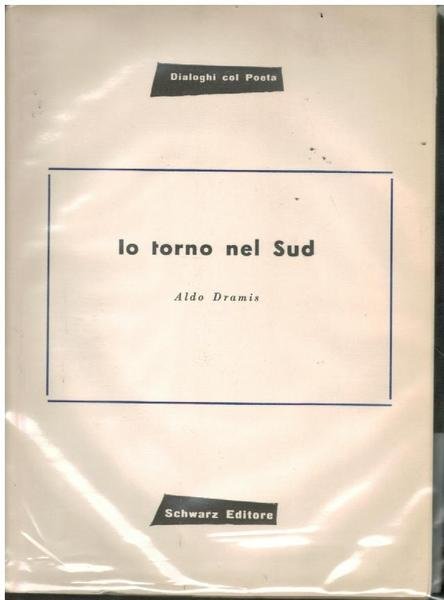 Dialoghi col Poeta
Io torno nel Sud
Aldo Dramis
Schwarz Editore